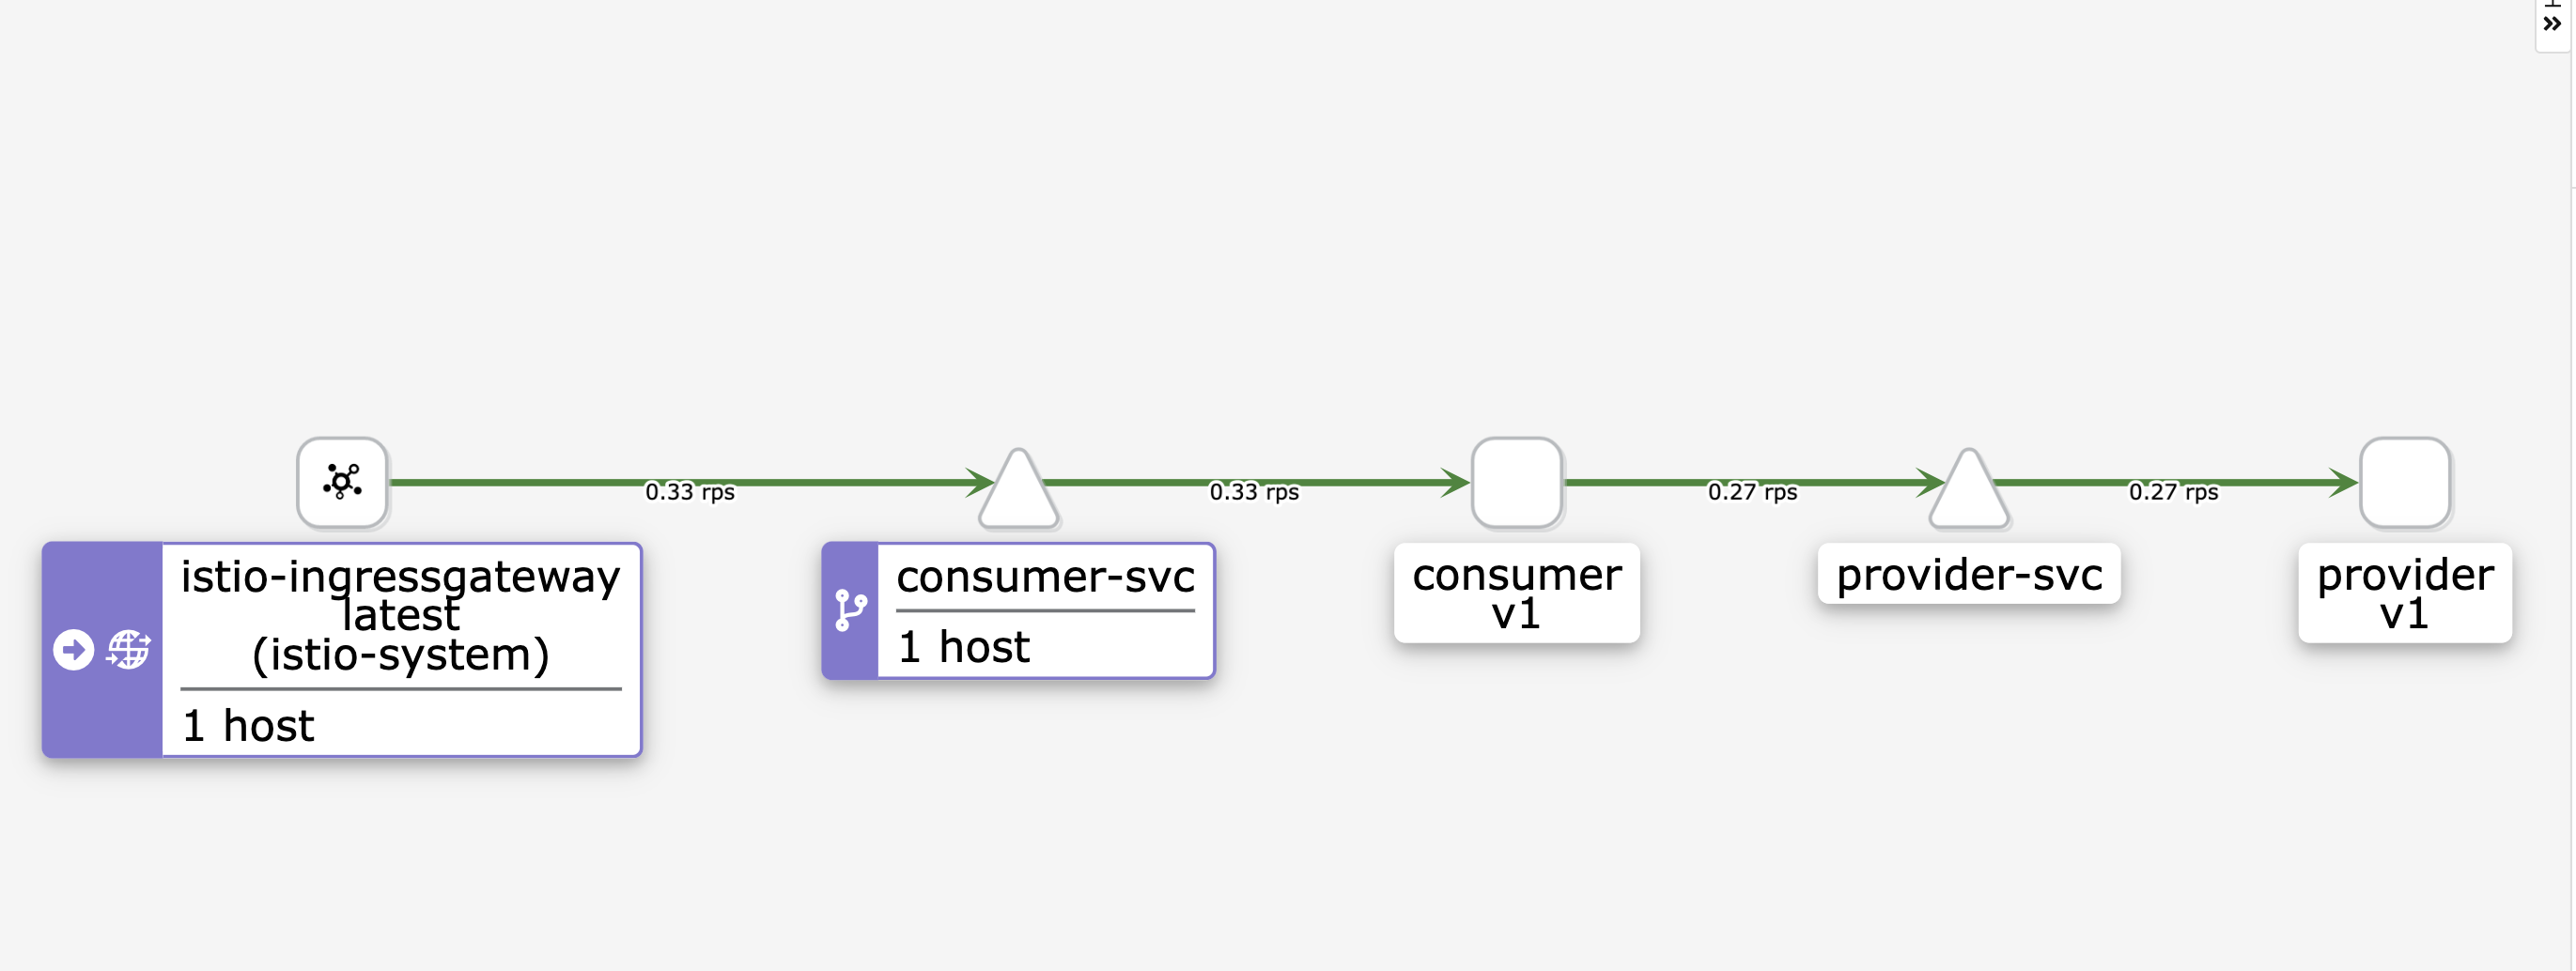 0.33 rps
0.33 rps
0.27 rps
0.27 rps
istio-ingressgateway
latest
(istio-system)
1 host
consumer-svc
1 host
consumer
v1
provider-svc
provider
v1